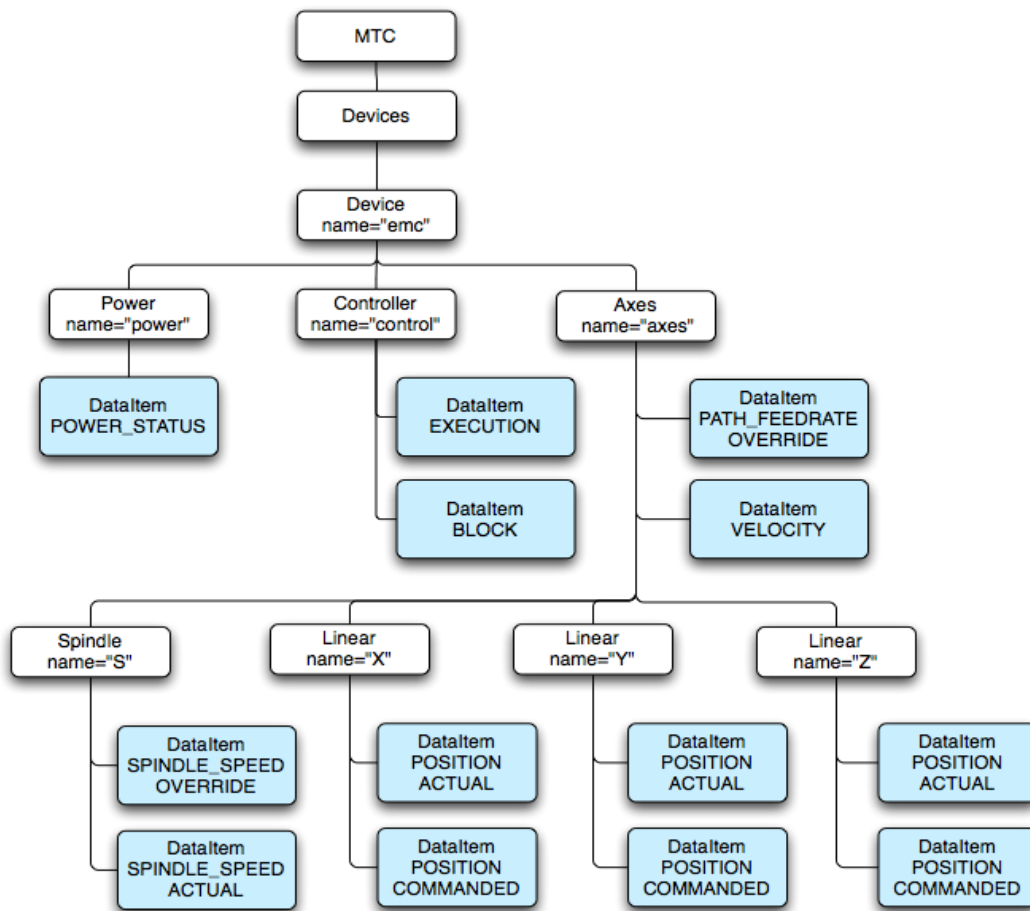 MTC
Devices
Device
name="emc"
Power
name="power"
Controller
name="control"
Axes
name="axes"
DataItem
POWER_STATUS
DataItem
EXECUTION
DataItem
PATH_FEEDRATE
OVERRIDE
DataItem
BLOCK
DataItem
VELOCITY
Spindle
name="S"
Linear
name="X"
Linear
name="Y"
Linear
name="Z"
DataItem
SPINDLE_SPEED
OVERRIDE
DataItem
POSITION
ACTUAL
DataItem
POSITION
ACTUAL
DataItem
POSITION
ACTUAL
DataItem
SPINDLE_SPEED
ACTUAL
DataItem
POSITION
COMMANDED
DataItem
POSITION
COMMANDED
DataItem
POSITION
COMMANDED